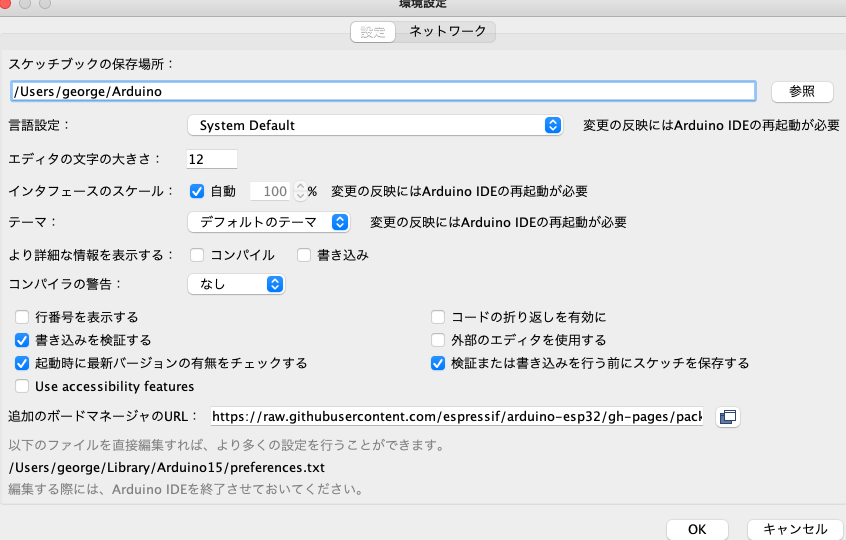 環境設定
設定 ネットワーク
スケッチブックの保存場所：
/Users/george/Arduino 参照
言語設定： System Default 変更の反映にはArduino IDEの再起動が必要
エディタの文字の大きさ： 12
インタフェースのスケール： 自動 100 % 変更の反映にはArduino IDEの再起動が必要
テーマ： デフォルトのテーマ 変更の反映にはArduino IDEの再起動が必要
より詳細な情報を表示する： コンパイル 書き込み
コンパイラの警告： なし
行番号を表示する コードの折り返しを有効に
書き込みを検証する 外部のエディタを使用する
起動時に最新バージョンの有無をチェックする 検証または書き込みを行う前にスケッチを保存する
Use accessibility features
追加のボードマネージャのURL： https://raw.githubusercontent.com/espressif/arduino-esp32/gh-pages/pack
以下のファイルを直接編集すれば、より多くの設定を行うことができます。
/Users/george/Library/Arduino15/preferences.txt
編集する際には、Arduino IDEを終了させておいてください。
OK キャンセル